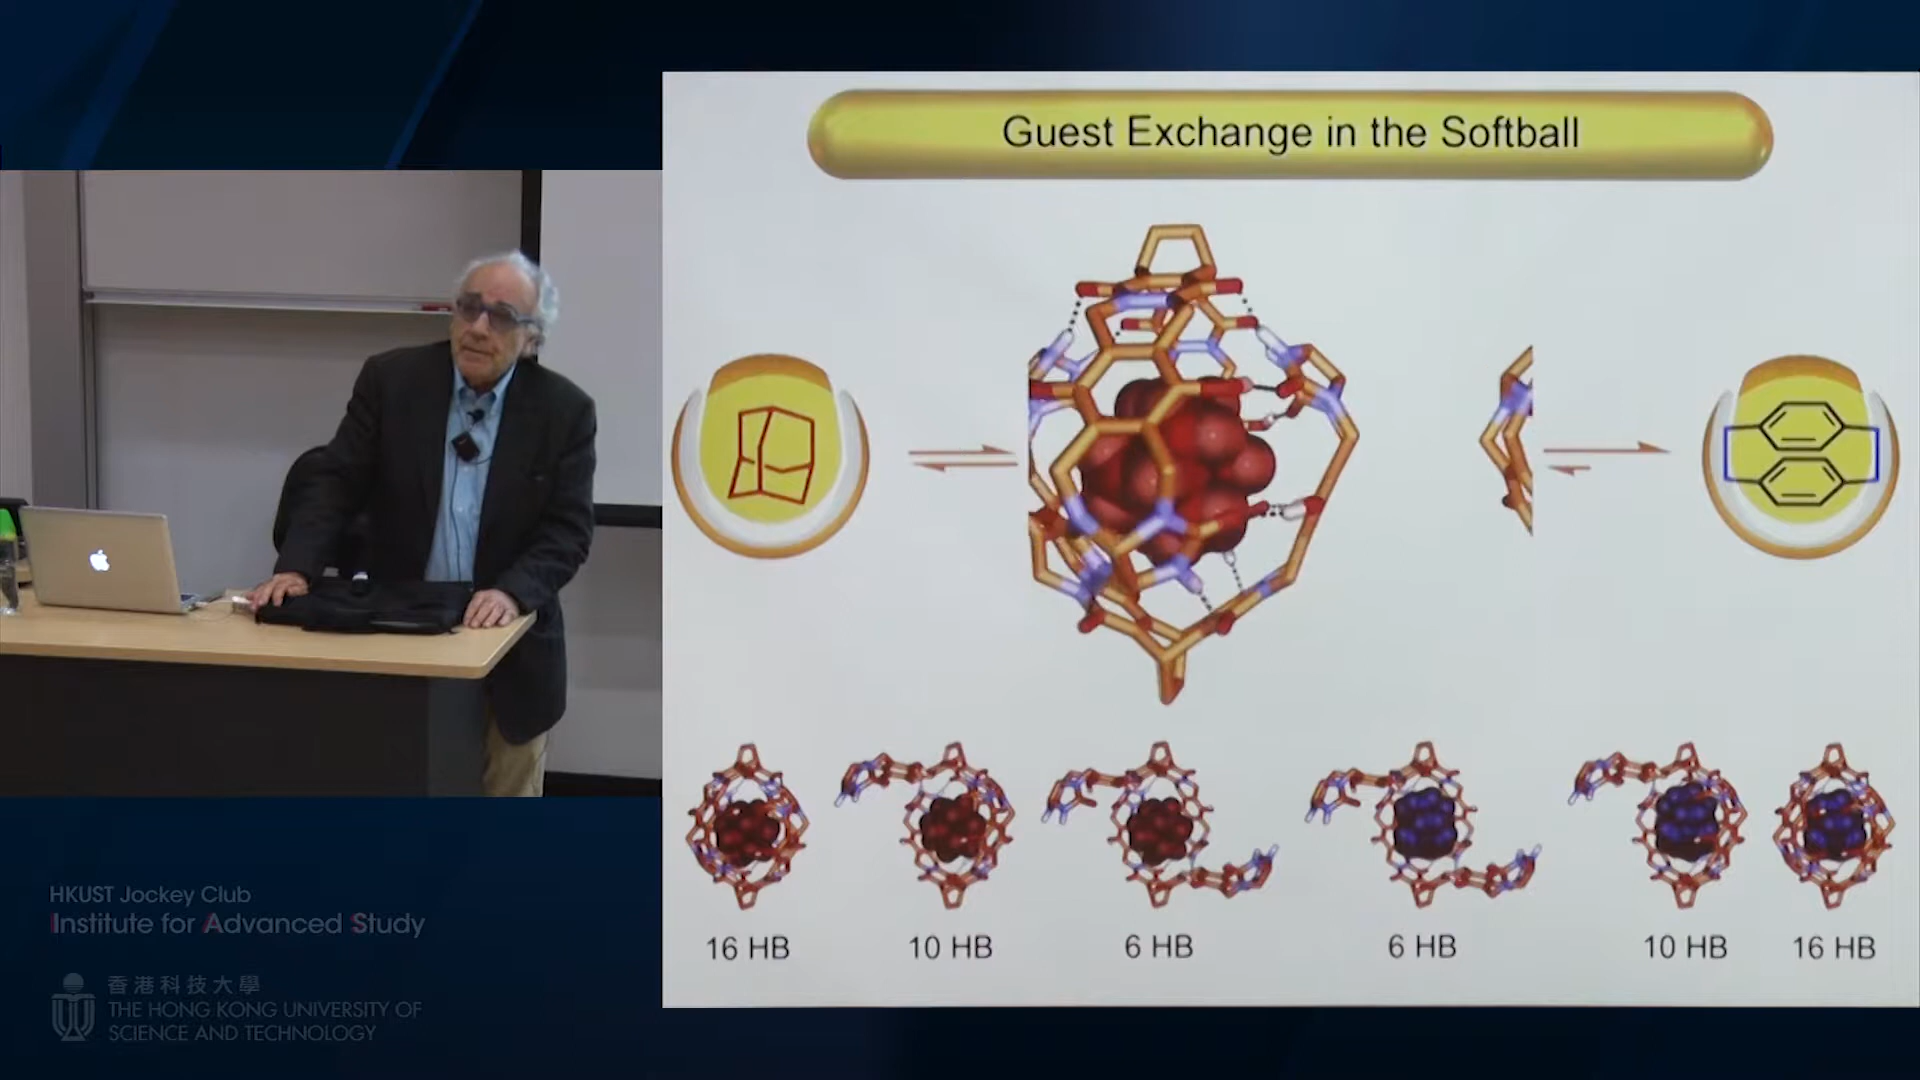 Guest Exchange in the Softball
16 HB
10 HB
6 HB
6 HB
10 HB
16 HB
HKUST Jockey Club
Institute for Advanced Study
香港科技大學
THE HONG KONG UNIVERSITY OF
SCIENCE AND TECHNOLOGY